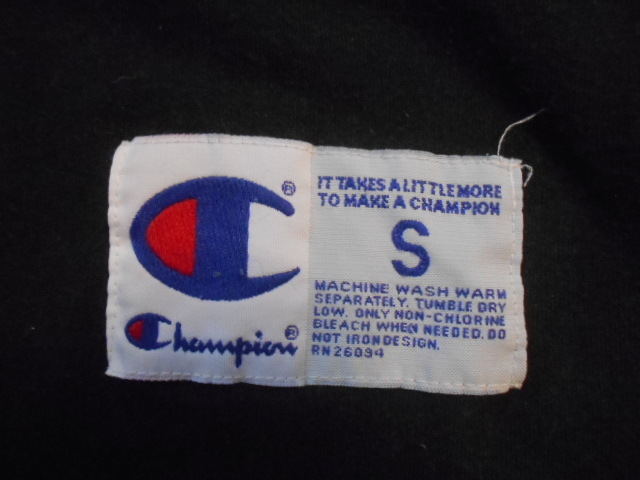 ®
IT TAKES A LITTLE MORE
TO MAKE A CHAMPION
S
MACHINE WASH WARM
SEPARATELY. TUMBLE DRY
LOW. ONLY NON-CHLORINE
BLEACH WHEN NEEDED. DO
NOT IRON DESIGN.
RN 26094
Champion®